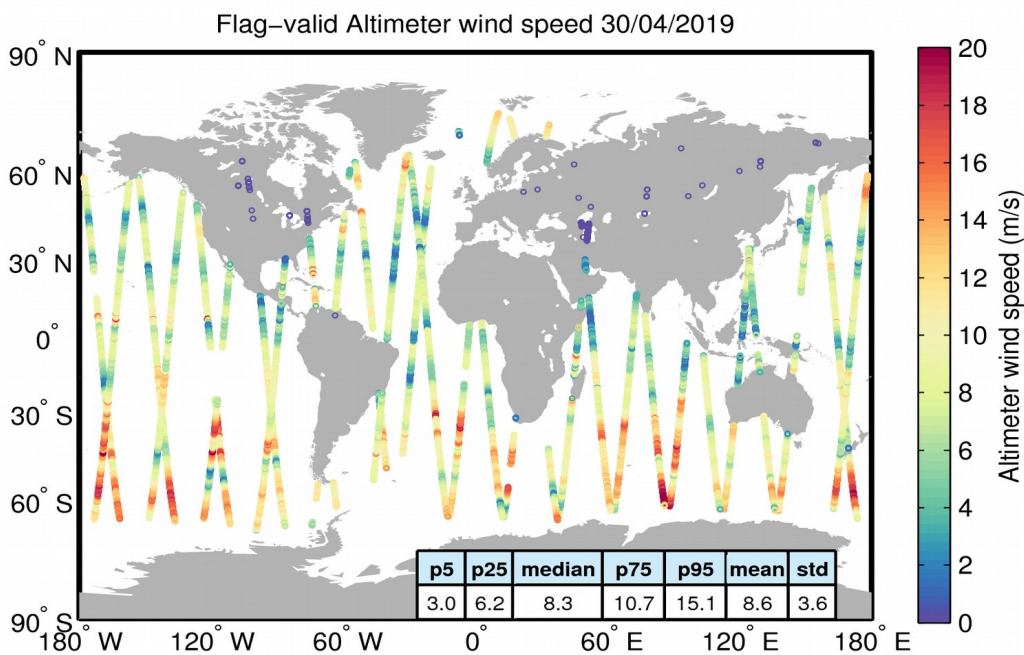 Flag−valid Altimeter wind speed 30/04/2019
90° N
60° N
30° N
0°
30° S
60° S
90° S
180° W
120° W
60° W
0°
60° E
120° E
180° E
p5 p25 median p75 p95 mean std
3.0 6.2 8.3 10.7 15.1 8.6 3.6
20
18
16
14
12
10
8
6
4
2
0
Altimeter wind speed (m/s)